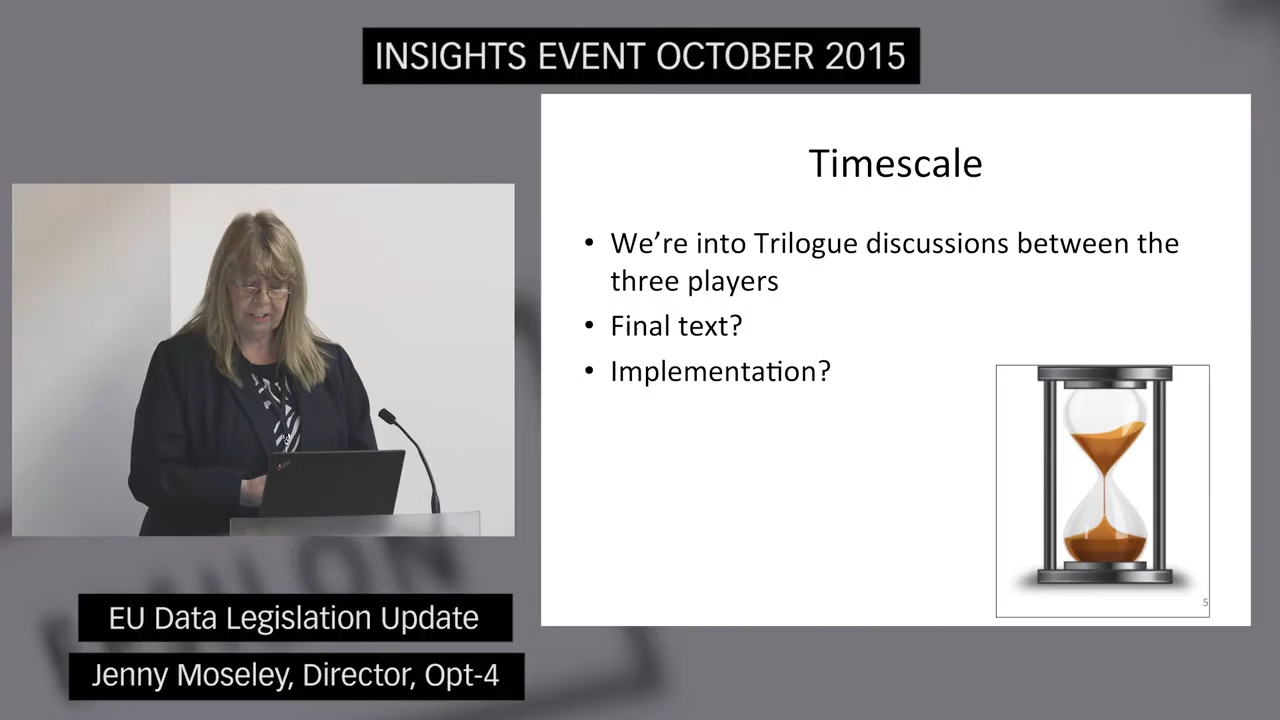 INSIGHTS EVENT OCTOBER 2015
Timescale
• We’re into Trilogue discussions between the
three players
• Final text?
• Implementation?
5
EU Data Legislation Update
Jenny Moseley, Director, Opt-4